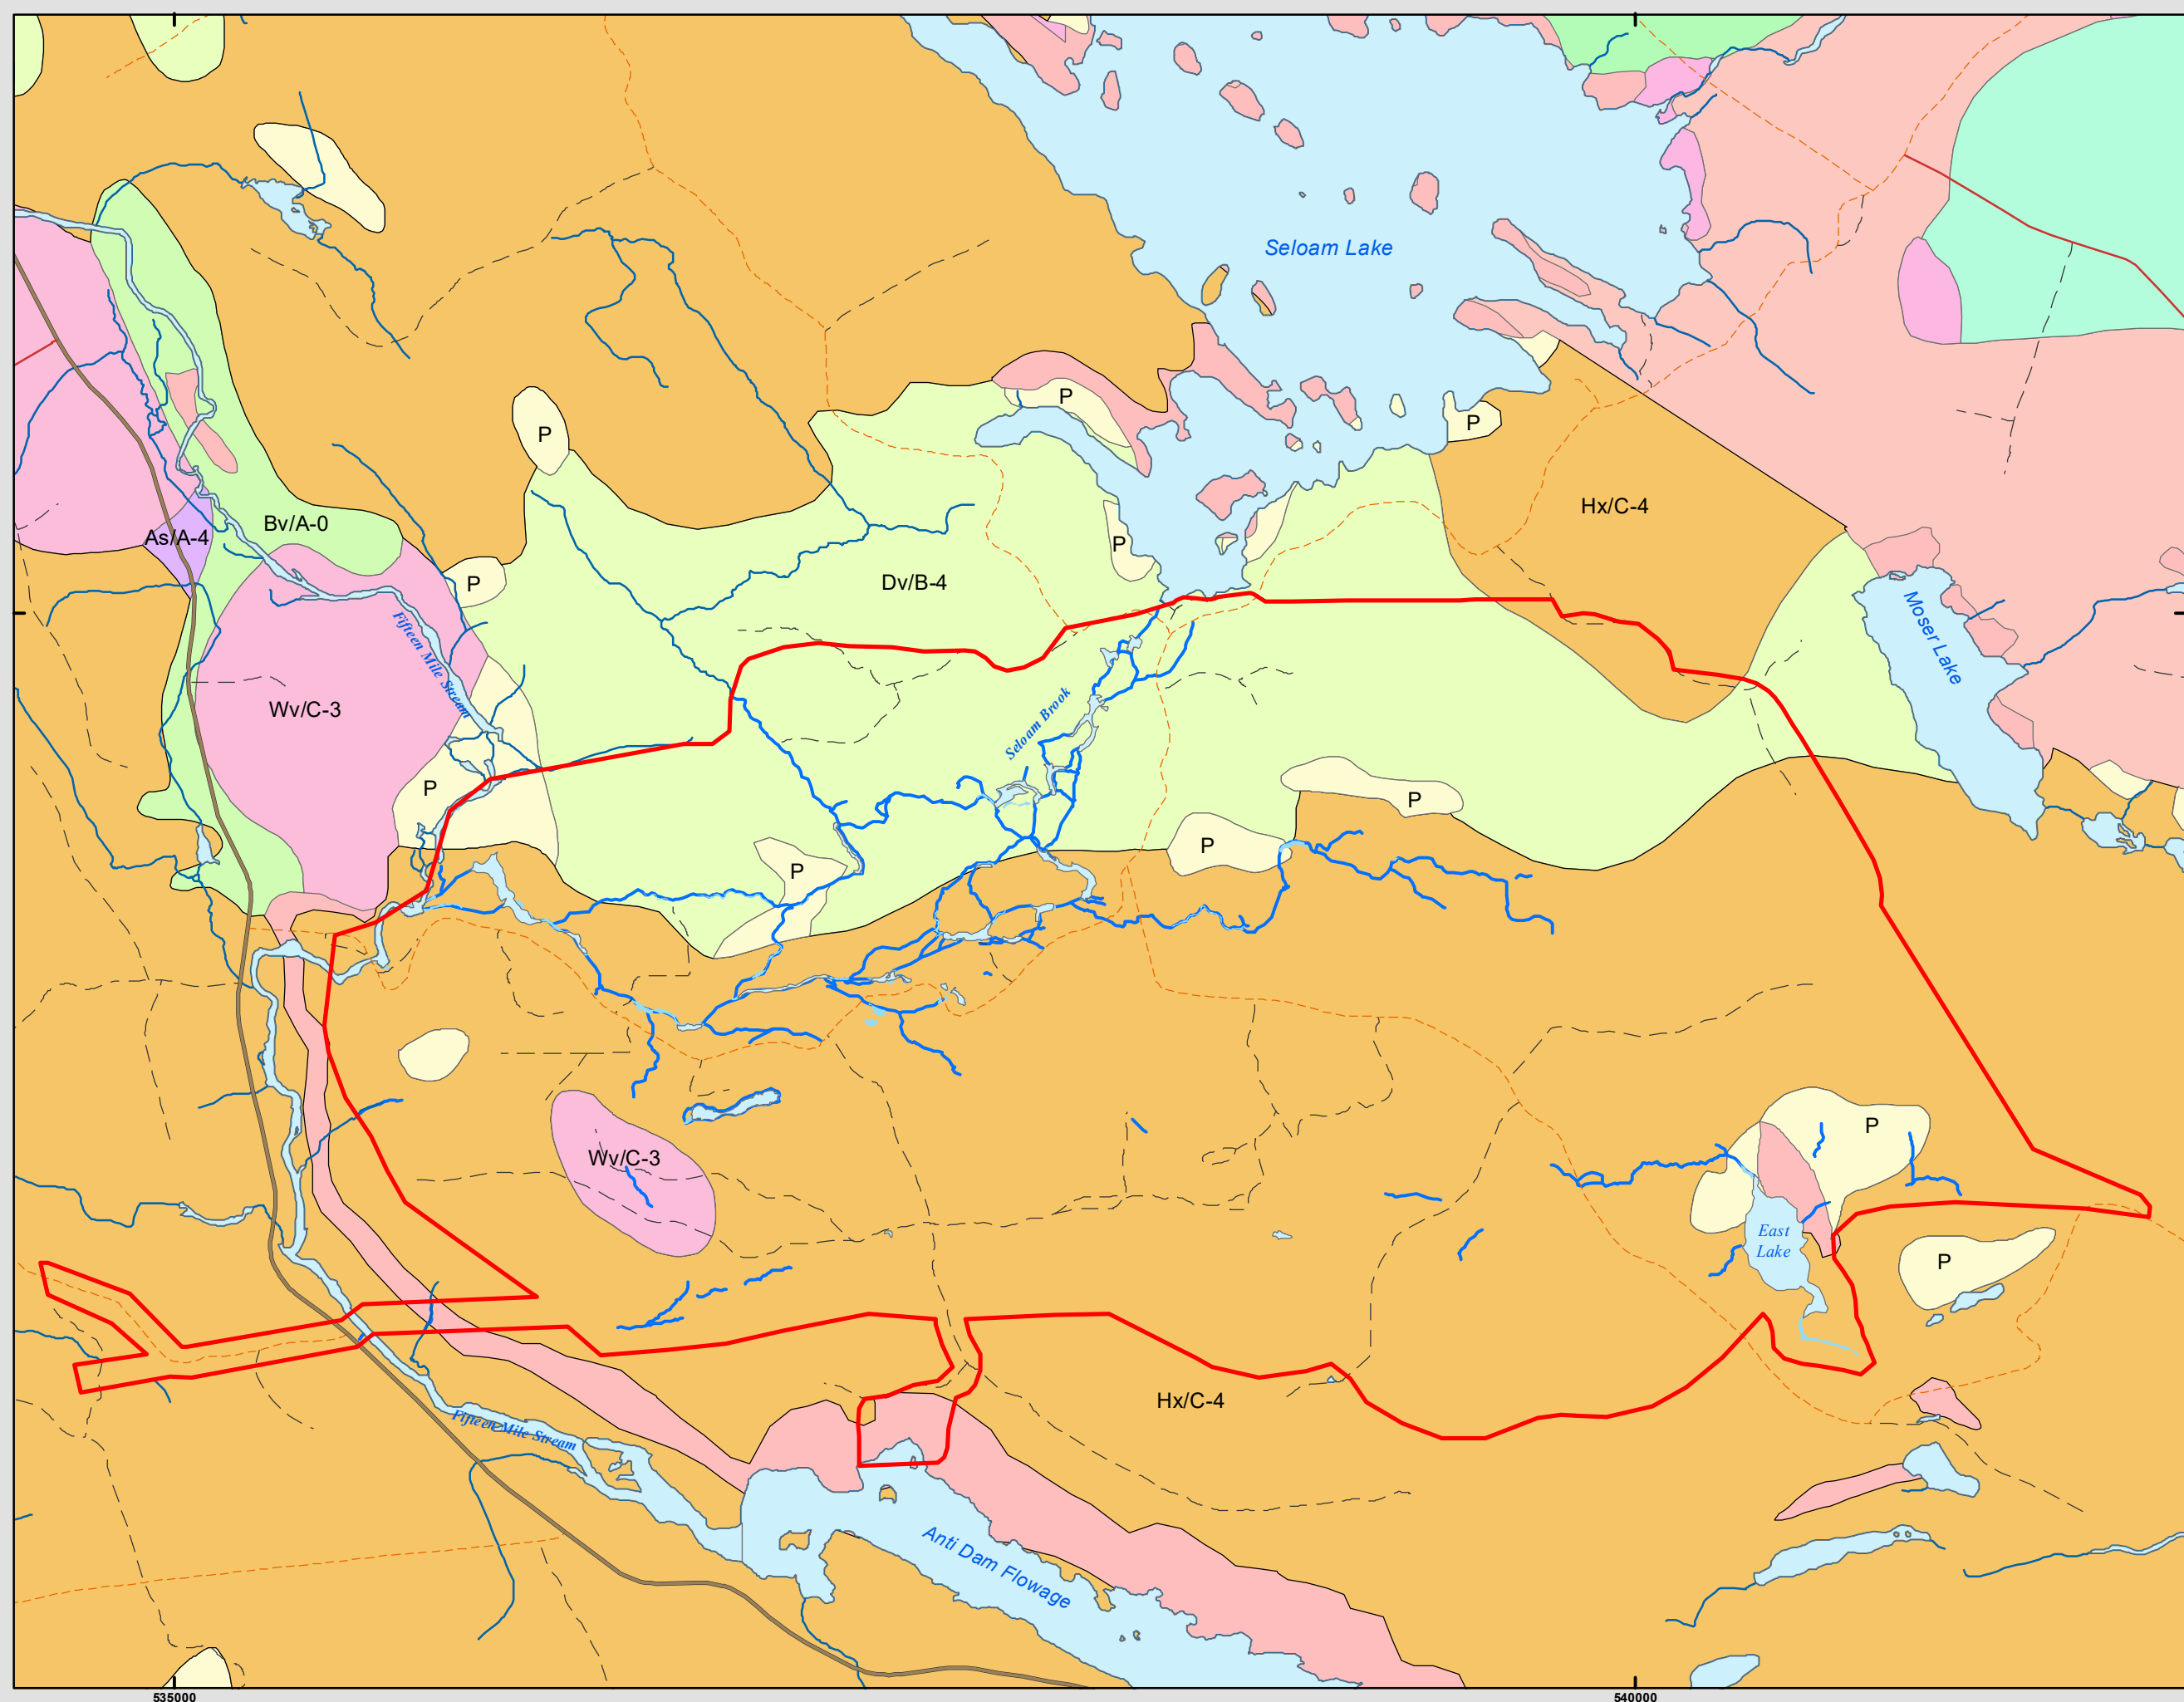 Seloam Lake
P
P
P
Hx/C-4
Bv/A-0
As/A-4
P
Dv/B-4
P
Moser Lake
Fifteen Mile Stream
Wv/C-3
Seloam Brook
P
P
P
P
P
Wv/C-3
East
Lake
P
Hx/C-4
Fifteen Mile Stream
Anti Dam Flowage
535000
540000